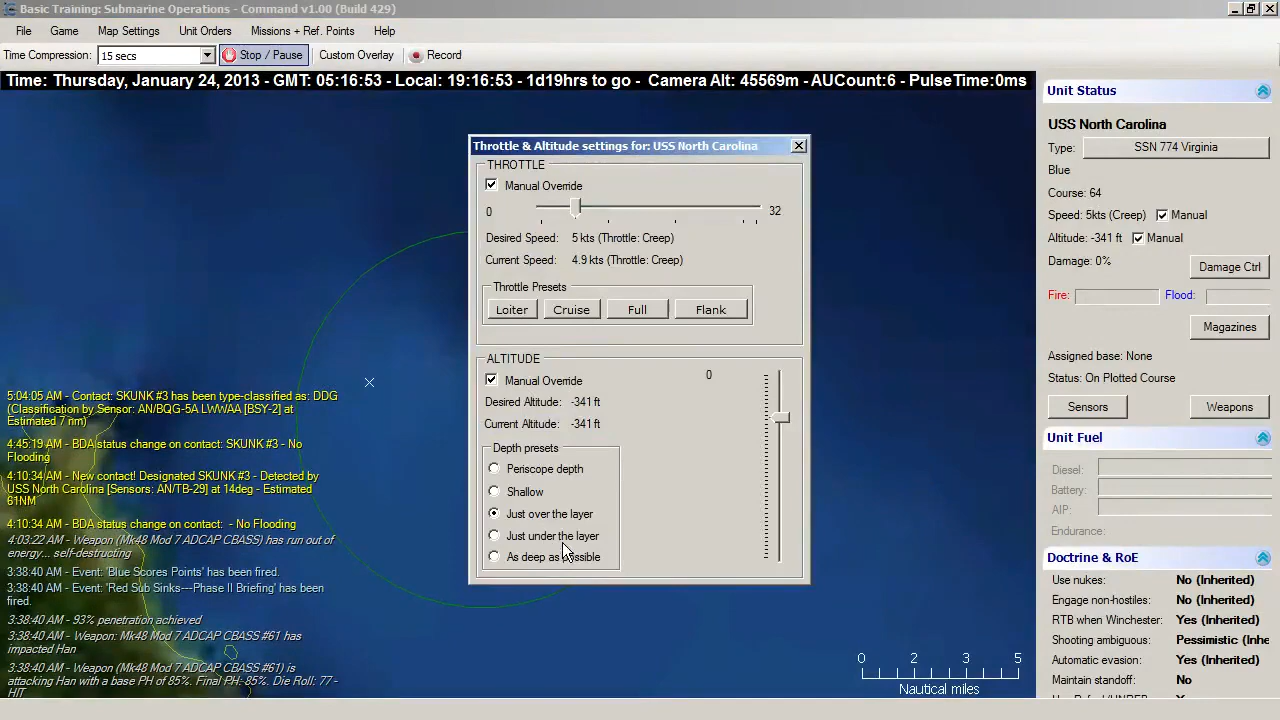 Basic Training: Submarine Operations - Command v1.00 (Build 429)
File Game Map Settings Unit Orders Missions + Ref. Points Help
Time Compression: 15 secs Stop / Pause Custom Overlay Record
Time: Thursday, January 24, 2013 - GMT: 05:16:53 - Local: 19:16:53 - 1d19hrs to go - Camera Alt: 45569m - AUCount:6 - PulseTime:0ms
Throttle & Altitude settings for: USS North Carolina
THROTTLE
Manual Override
0 32
Desired Speed: 5 kts (Throttle: Creep)
Current Speed: 4.9 kts (Throttle: Creep)
Throttle Presets
Loiter Cruise Full Flank
ALTITUDE
Manual Override 0
Desired Altitude: -341 ft
Current Altitude: -341 ft
Depth presets
Periscope depth
Shallow
Just over the layer
Just under the layer
As deep as possible
5:04:05 AM - Contact: SKUNK #3 has been type-classified as: DDG
(Classification by Sensor: AN/BQG-5A LWWAA [BSY-2] at
Estimated 7 nm)
4:45:19 AM - BDA status change on contact: SKUNK #3 - No
Flooding
4:10:34 AM - New contact! Designated SKUNK #3 - Detected by
USS North Carolina [Sensors: AN/TB-29] at 14deg - Estimated
61NM
4:10:34 AM - BDA status change on contact: - No Flooding
4:03:22 AM - Weapon (Mk48 Mod 7 ADCAP CBASS) has run out of
energy... self-destructing
3:38:40 AM - Event: 'Blue Scores Points' has been fired.
3:38:40 AM - Event: 'Red Sub Sinks---Phase II Briefing' has been
fired.
3:38:40 AM - 93% penetration achieved
3:38:40 AM - Weapon: Mk48 Mod 7 ADCAP CBASS #61 has
impacted Han
3:38:40 AM - Weapon (Mk48 Mod 7 ADCAP CBASS #61) is
attacking Han with a base PH of 85%. Final PH: 85%. Die Roll: 77 -
HIT
0 2 3 5
Nautical miles
Unit Status
USS North Carolina
Type: SSN 774 Virginia
Blue
Course: 64
Speed: 5kts (Creep) Manual
Altitude: -341 ft Manual
Damage: 0% Damage Ctrl
Fire: Flood:
Magazines
Assigned base: None
Status: On Plotted Course
Sensors Weapons
Unit Fuel
Diesel:
Battery:
AIP:
Endurance:
Doctrine & RoE
Use nukes: No (Inherited)
Engage non-hostiles: No (Inherited)
RTB when Winchester: Yes (Inherited)
Shooting ambiguous: Pessimistic (Inhe
Automatic evasion: Yes (Inherited)
Maintain standoff: No